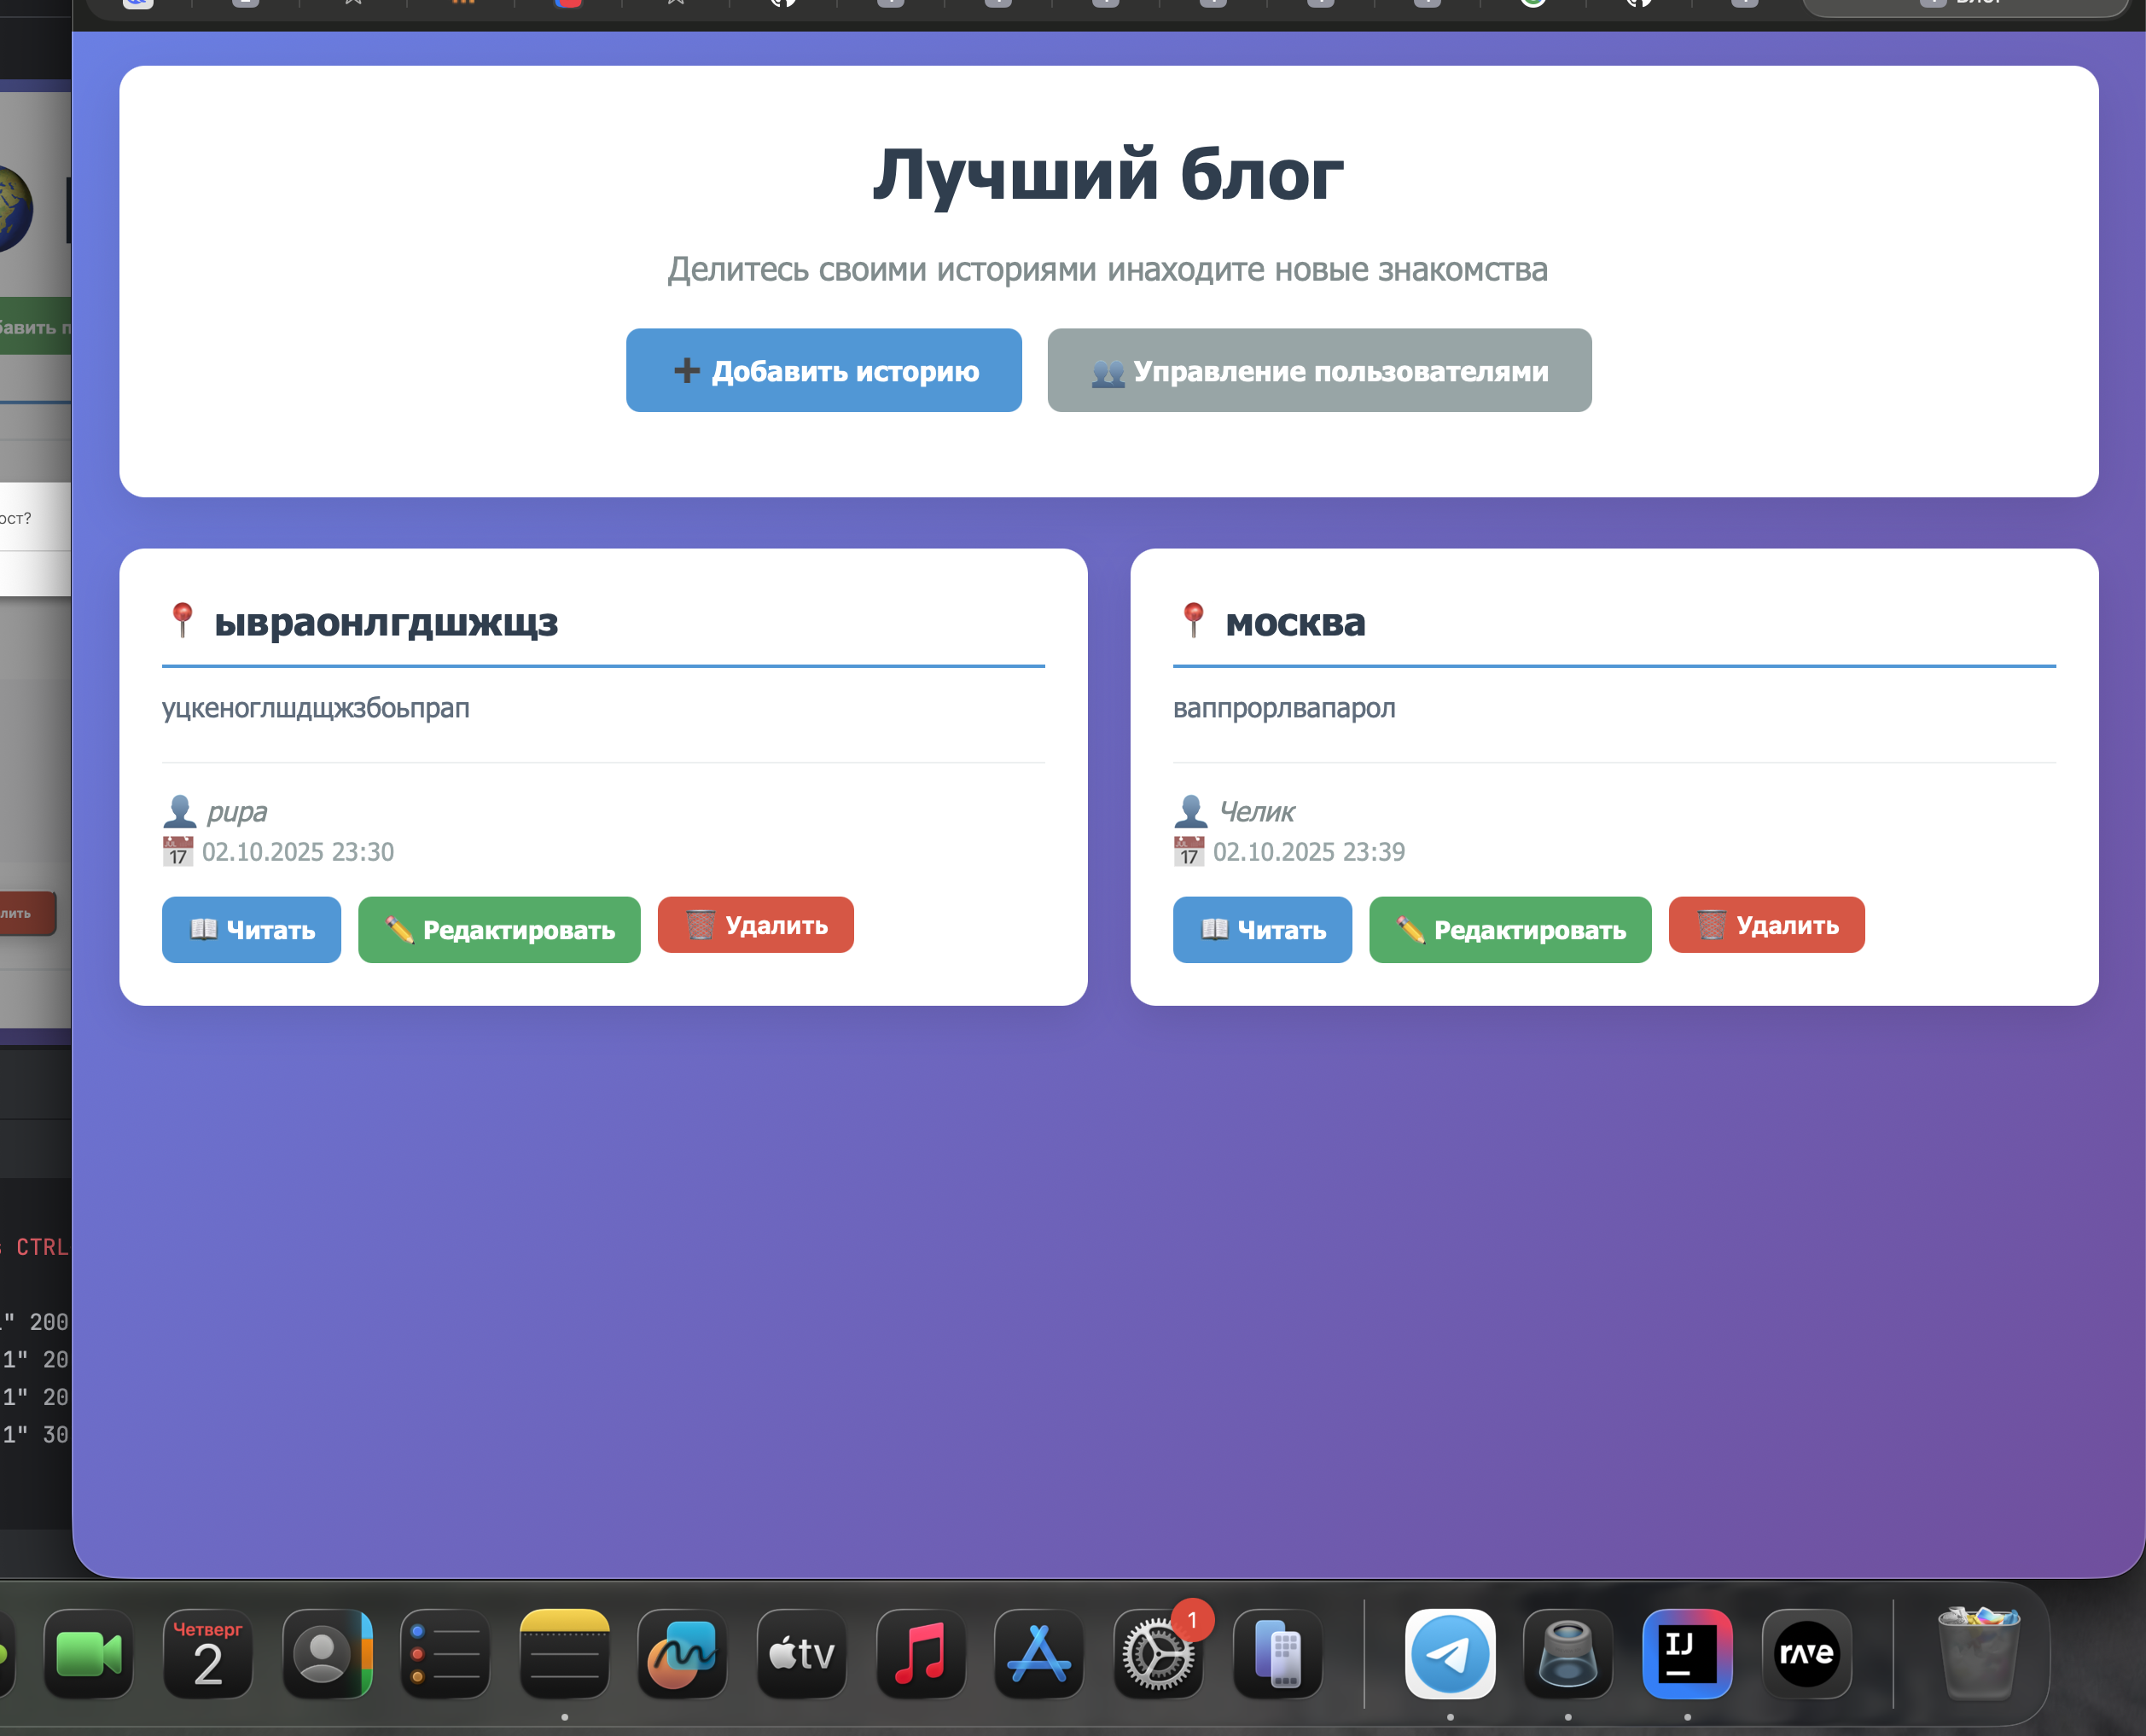 Лучший блог
Делитесь своими историями инаходите новые знакомства
➕ Добавить историю
👥 Управление пользователями
бавить п
ост?
📍 ывраонлгдшжщз
уцкеноглшдщжзбоьпрап
👤 pupa
02.10.2025 23:30
📖 Читать
✏️ Редактировать
🗑️ Удалить
📍 москва
ваппрорлвапарол
👤 Челик
02.10.2025 23:39
📖 Читать
✏️ Редактировать
🗑️ Удалить
лить
CTRL
" 200
1" 20
1" 20
1" 30
Четверг
2
tv
1
IJ
rave